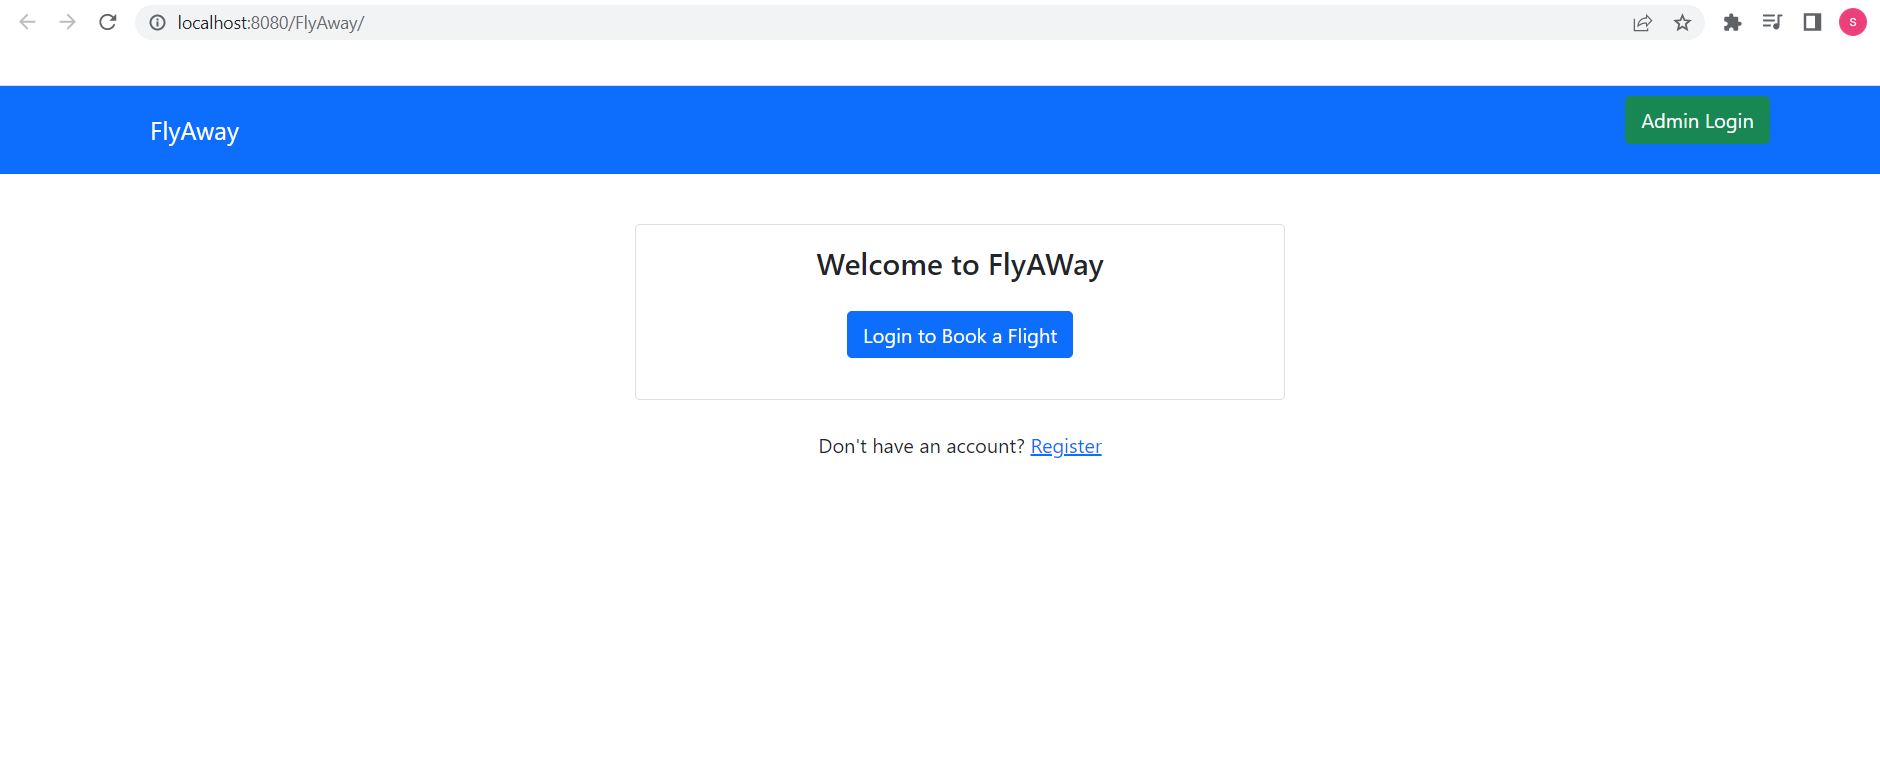 localhost:8080/FlyAway/
S
FlyAway
Admin Login
Welcome to FlyAWay
Login to Book a Flight
Don't have an account? Register